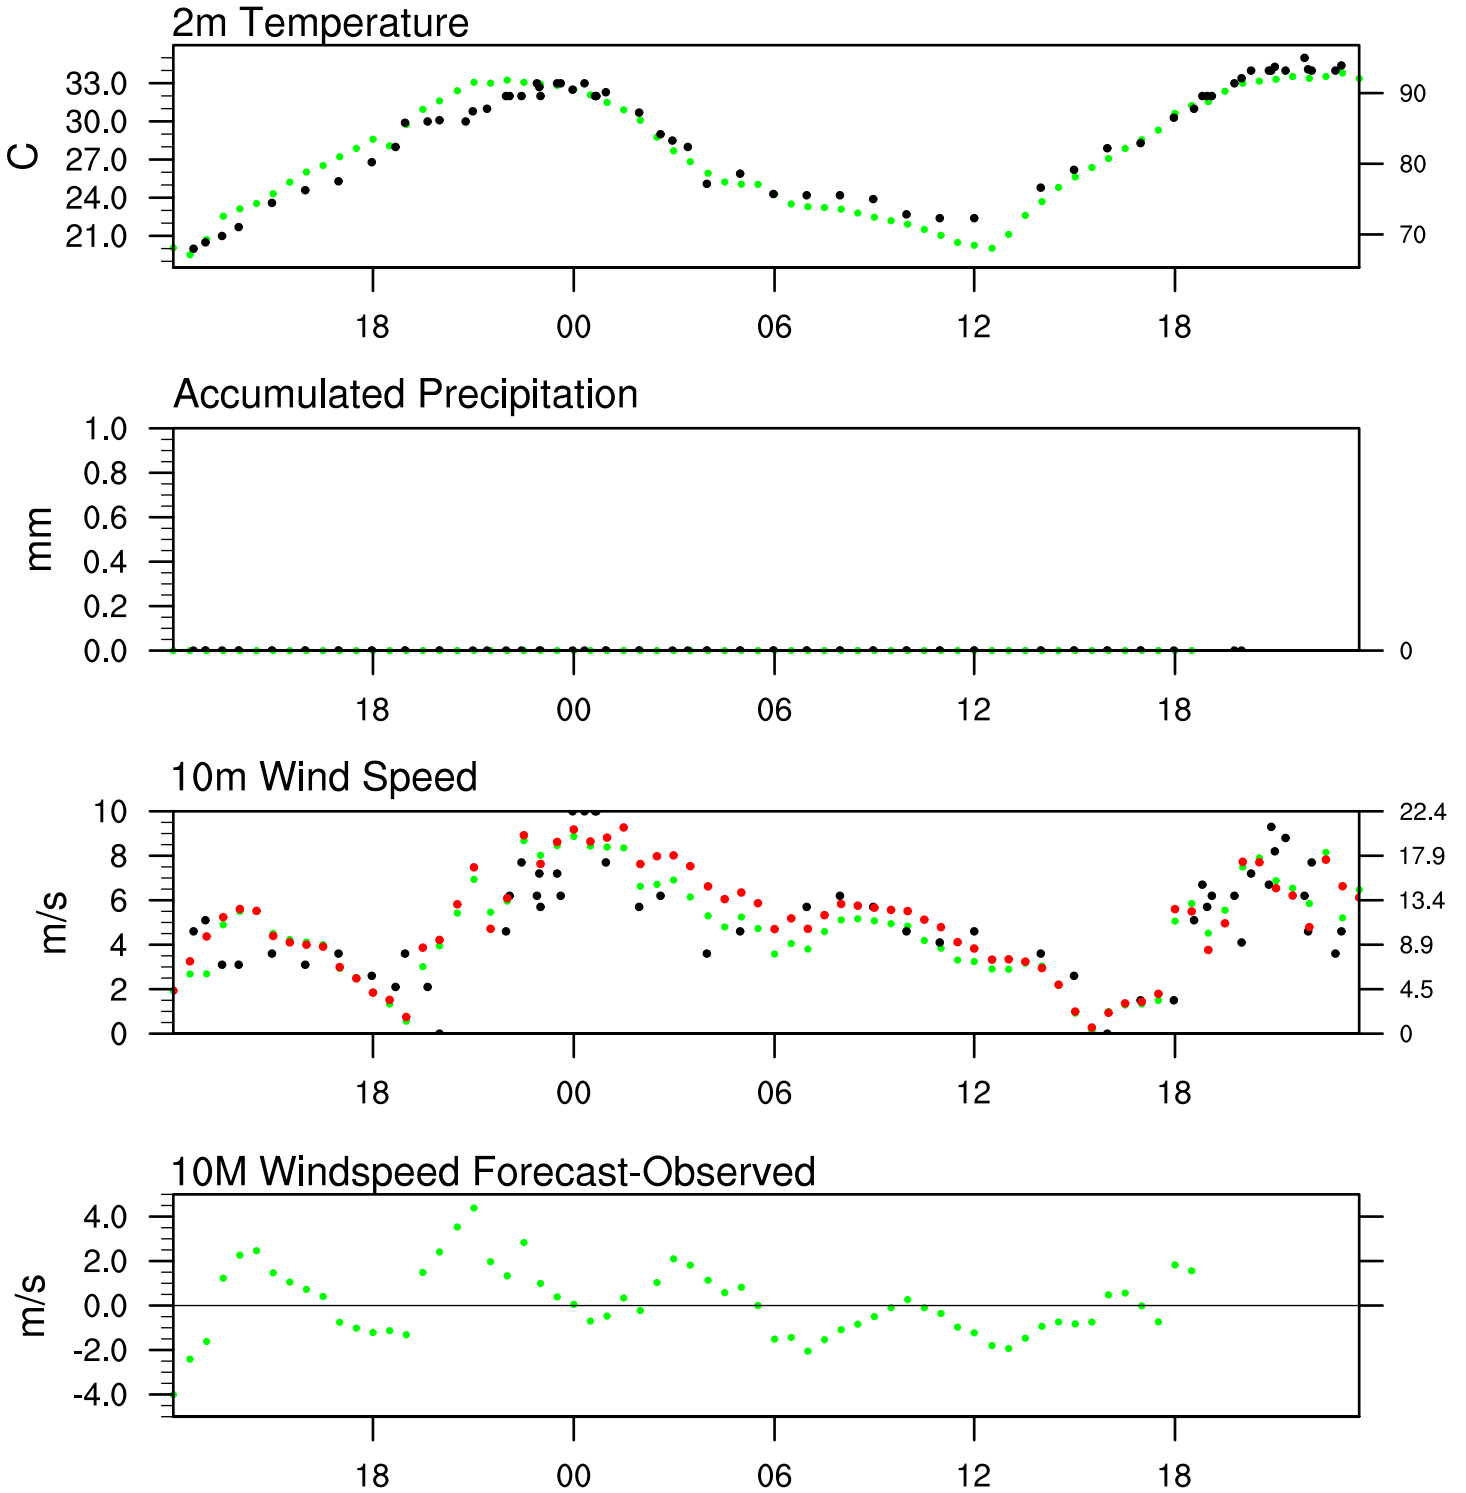 2m Temperature
33.0
30.0
27.0
24.0
21.0
C
90
80
70
18 00 06 12 18
Accumulated Precipitation
1.0
0.8
0.6
0.4
0.2
0.0
mm
0
18 00 06 12 18
10m Wind Speed
10
8
6
4
2
0
m/s
22.4
17.9
13.4
8.9
4.5
0
18 00 06 12 18
10M Windspeed Forecast-Observed
4.0
2.0
0.0
-2.0
-4.0
m/s
18 00 06 12 18